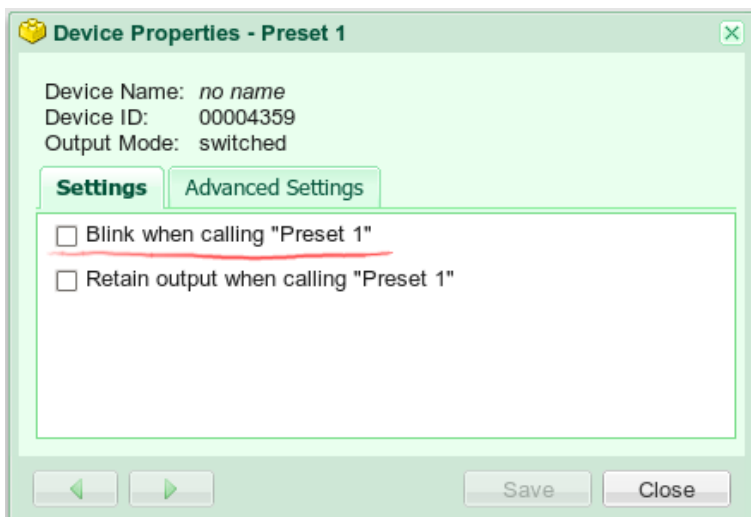 Device Properties - Preset 1
Device Name: no name
Device ID: 00004359
Output Mode: switched
Settings Advanced Settings
Blink when calling "Preset 1"
Retain output when calling "Preset 1"
Save Close